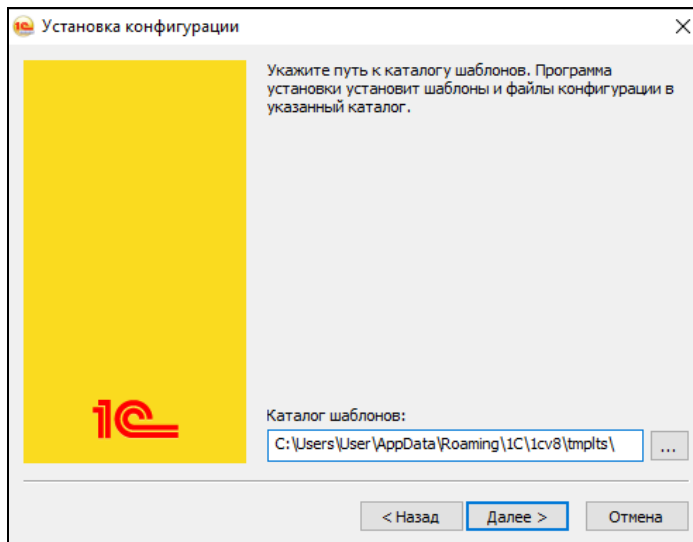 Установка конфигурации
Укажите путь к каталогу шаблонов. Программа
установки установит шаблоны и файлы конфигурации в
указанный каталог.
1С
Каталог шаблонов:
C:\Users\User\AppData\Roaming\1C\1cv8\tmplts\
...
< Назад
Далее >
Отмена